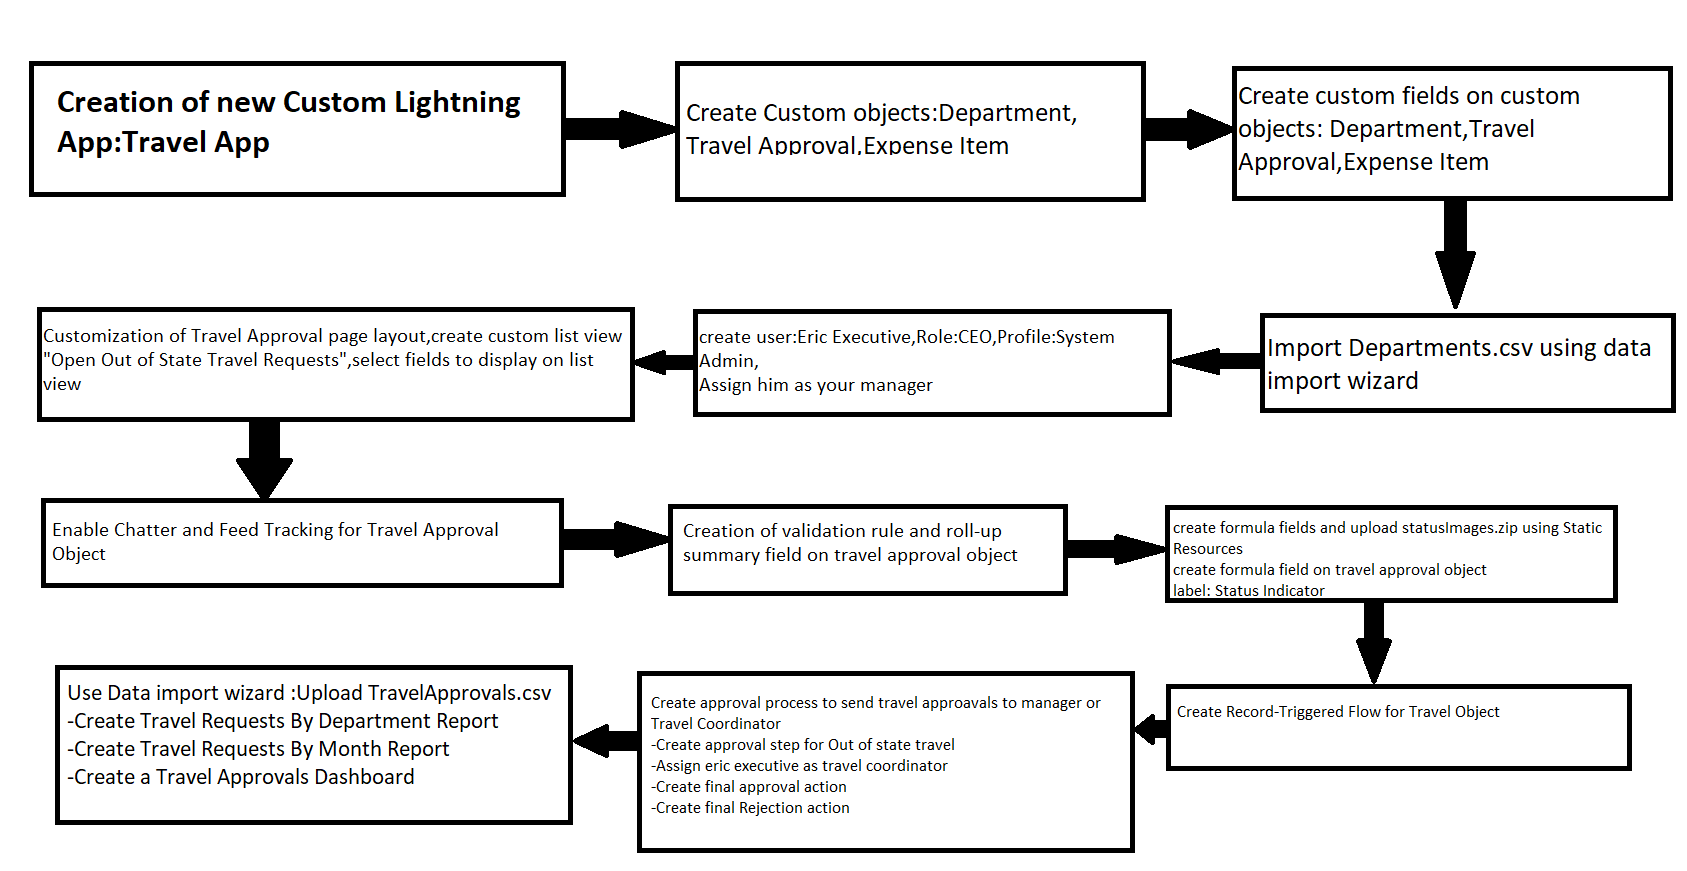 Creation of new Custom Lightning
App:Travel App
Create Custom objects:Department,
Travel Approval,Expense Item
Create custom fields on custom
objects: Department,Travel
Approval,Expense Item
Import Departments.csv using data
import wizard
create user:Eric Executive,Role:CEO,Profile:System
Admin,
Assign him as your manager
Customization of Travel Approval page layout,create custom list view
"Open Out of State Travel Requests",select fields to display on list
view
Enable Chatter and Feed Tracking for Travel Approval
Object
Creation of validation rule and roll-up
summary field on travel approval object
create formula fields and upload statusImages.zip using Static
Resources
create formula field on travel approval object
label: Status Indicator
Create Record-Triggered Flow for Travel Object
Create approval process to send travel approavals to manager or
Travel Coordinator
-Create approval step for Out of state travel
-Assign eric executive as travel coordinator
-Create final approval action
-Create final Rejection action
Use Data import wizard :Upload TravelApprovals.csv
-Create Travel Requests By Department Report
-Create Travel Requests By Month Report
-Create a Travel Approvals Dashboard